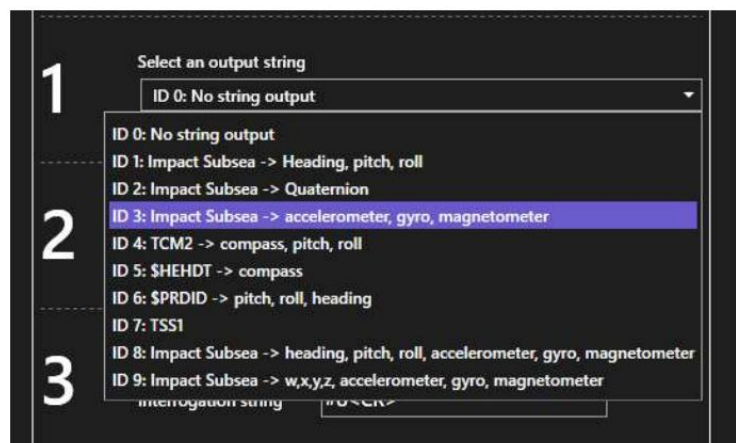 1
Select an output string
ID 0: No string output
ID 0: No string output
ID 1: Impact Subsea -> Heading, pitch, roll
ID 2: Impact Subsea -> Quaternion
ID 3: Impact Subsea -> accelerometer, gyro, magnetometer
2
ID 4: TCM2 -> compass, pitch, roll
ID 5: $HEHDT -> compass
ID 6: $PRDID -> pitch, roll, heading
ID 7: TSS1
ID 8: Impact Subsea -> heading, pitch, roll, accelerometer, gyro, magnetometer
3
ID 9: Impact Subsea -> w,x,y,z, accelerometer, gyro, magnetometer
Interrogation string